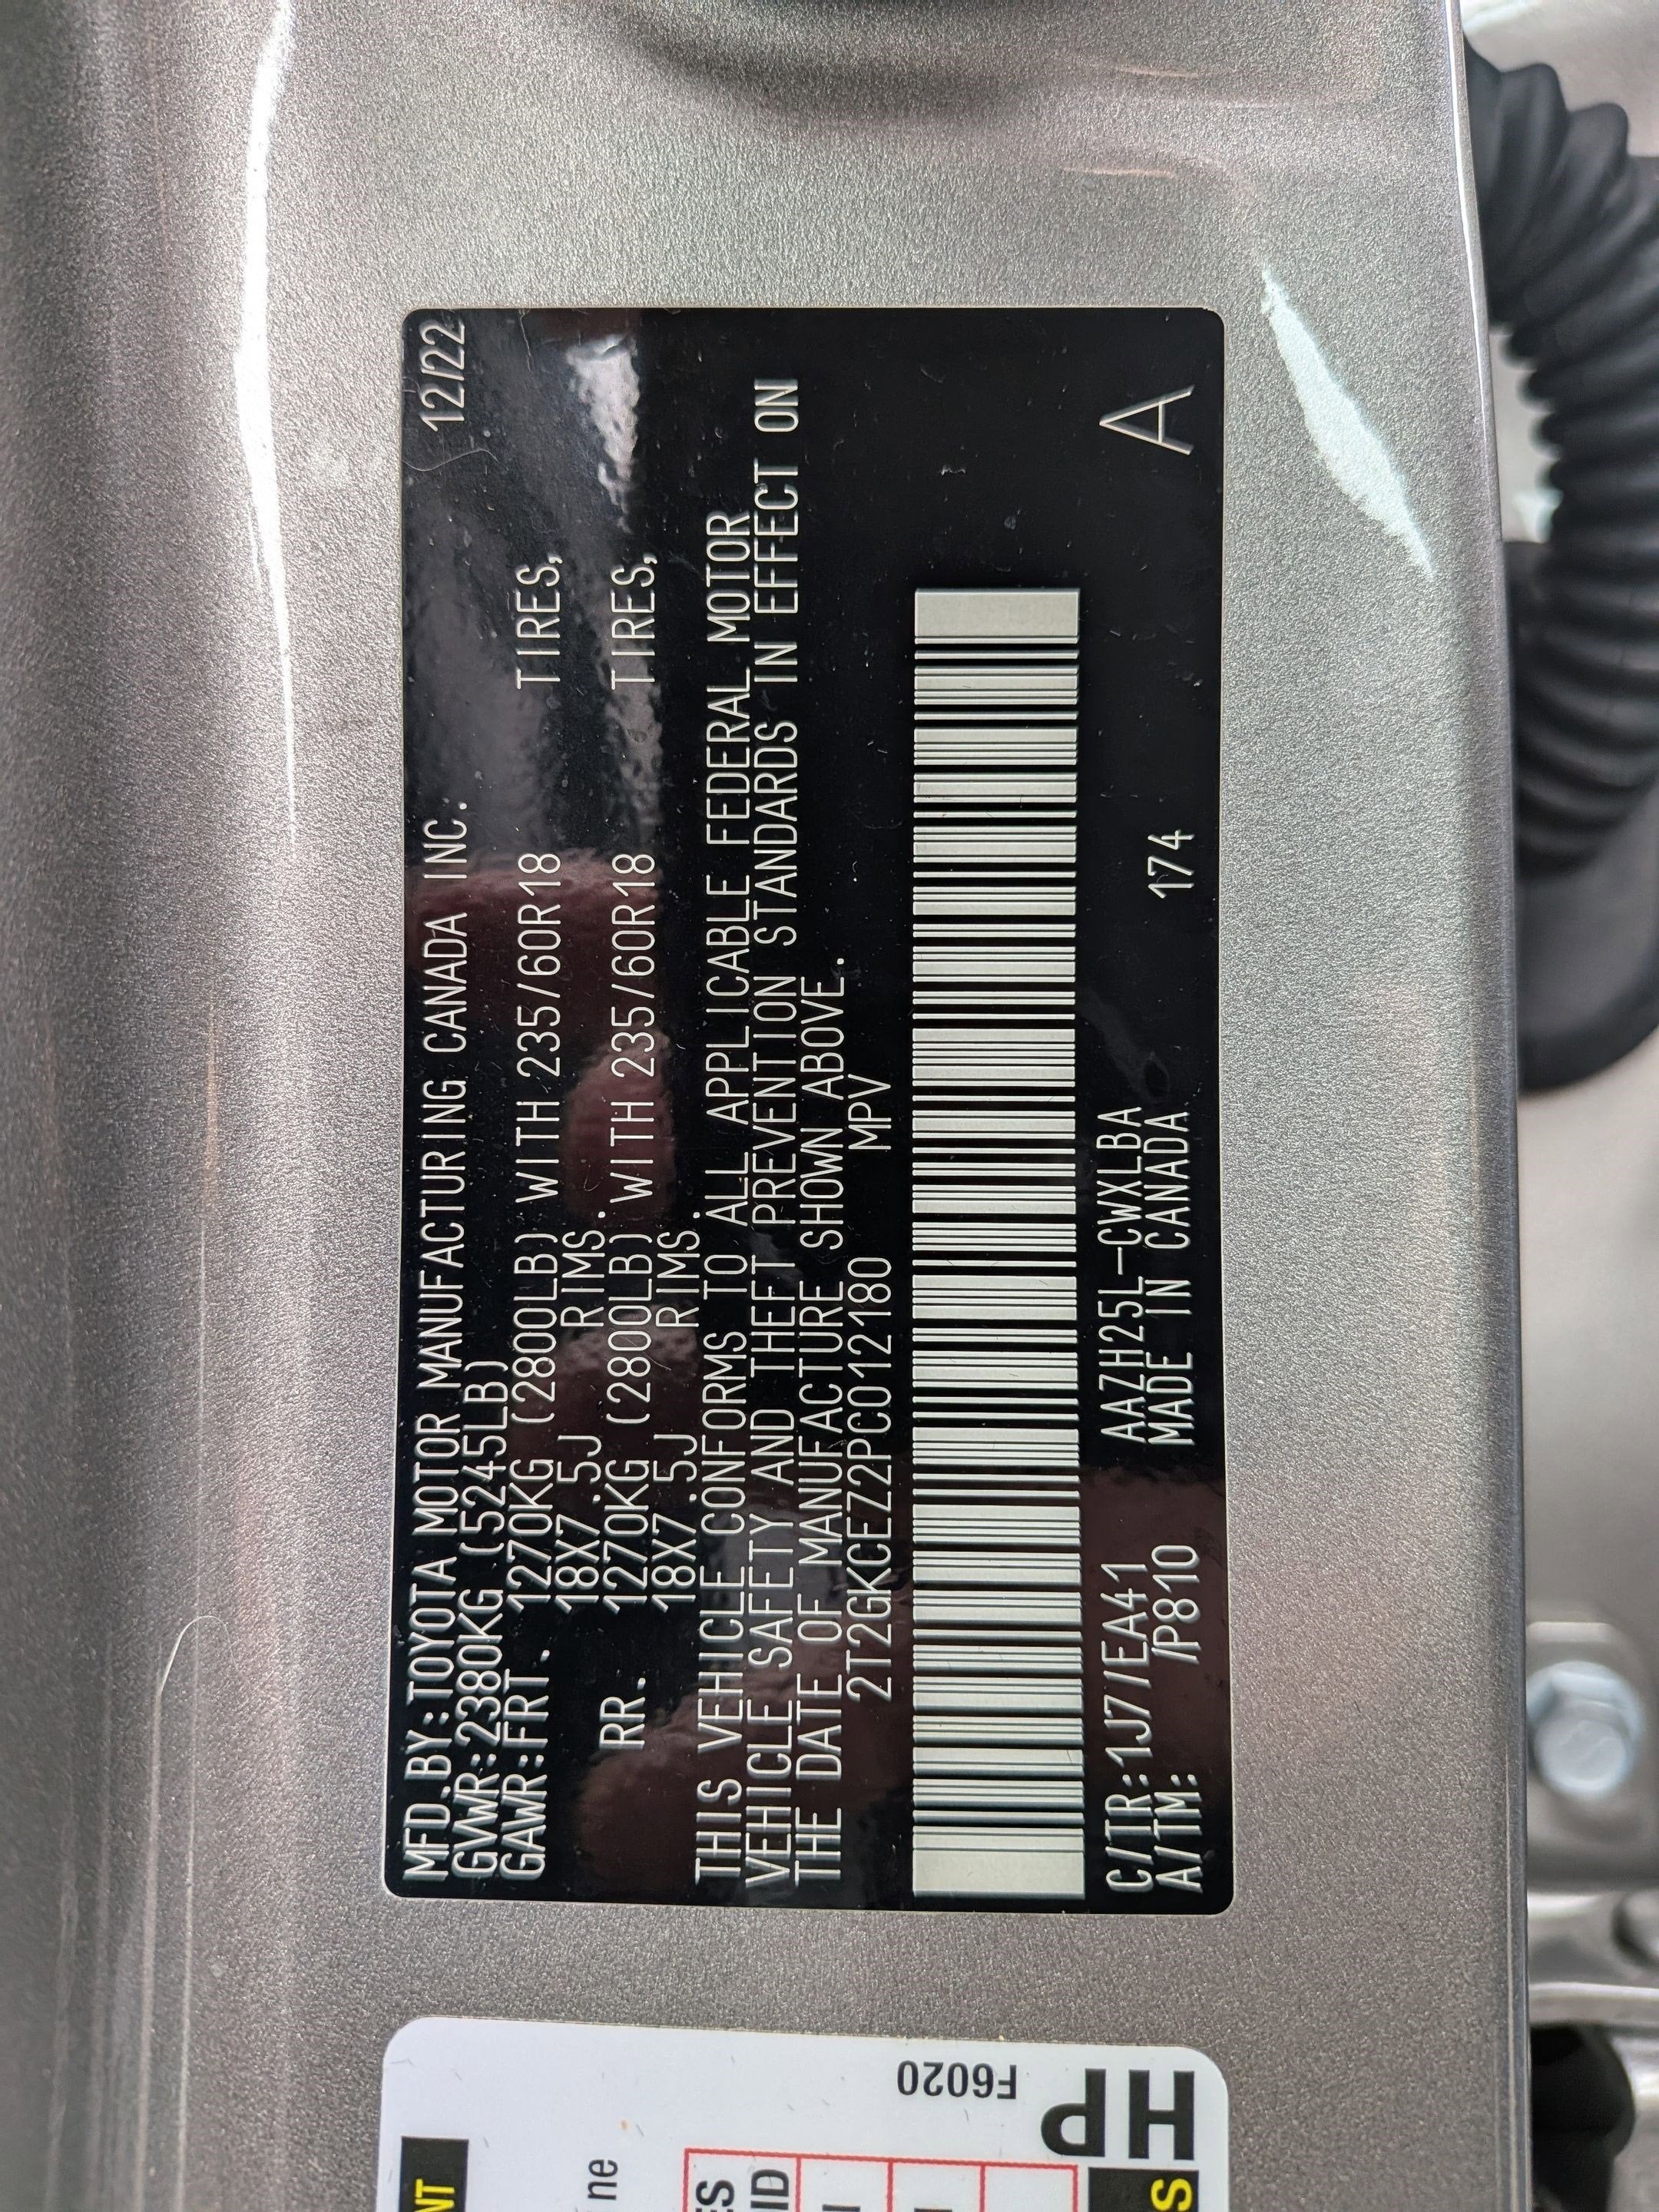 MFD.BY:TOYOTA MOTOR MANUFACTURING CANADA INC. 12/22
GVWR:2380KG(5245LB)
GAWR:FRT. 1270KG (2800LB) WITH 235/60R18 TIRES,
18X7.5J RIMS.
RR. 1270KG (2800LB) WITH 235/60R18 TIRES,
18X7.5J RIMS.
THIS VEHICLE CONFORMS TO ALL APPLICABLE FEDERAL MOTOR
VEHICLE SAFETY AND THEFT PREVENTION STANDARDS IN EFFECT ON
THE DATE OF MANUFACTURE SHOWN ABOVE.
2T2GKCEZ2PC012180 MPV
C/TR:1J7/EA41 AAZH25L-CWXLBA
A/TM: /P810 MADE IN CANADA 174
A
F6020
HP